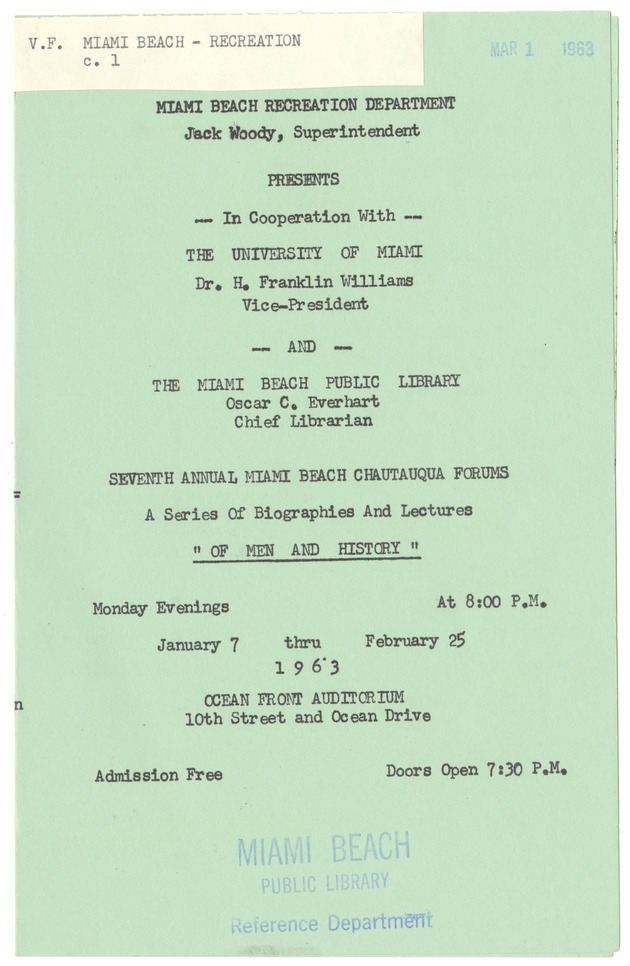 V.F. MIAMI BEACH - RECREATION
c. 1
MAR 1 1963
MIAMI BEACH RECREATION DEPARTMENT
Jack Woody, Superintendent
PRESENTS
-- In Cooperation With --
THE UNIVERSITY OF MIAMI
Dr. H. Franklin Williams
Vice-President
-- AND --
THE MIAMI BEACH PUBLIC LIBRARY
Oscar C. Everhart
Chief Librarian
SEVENTH ANNUAL MIAMI BEACH CHAUTAUQUA FORUMS
A Series Of Biographies And Lectures
" OF MEN AND HISTORY "
Monday Evenings At 8:00 P.M.
January 7 thru February 25
1963
OCEAN FRONT AUDITORIUM
10th Street and Ocean Drive
Admission Free Doors Open 7:30 P.M.
MIAMI BEACH
PUBLIC LIBRARY
Reference Department